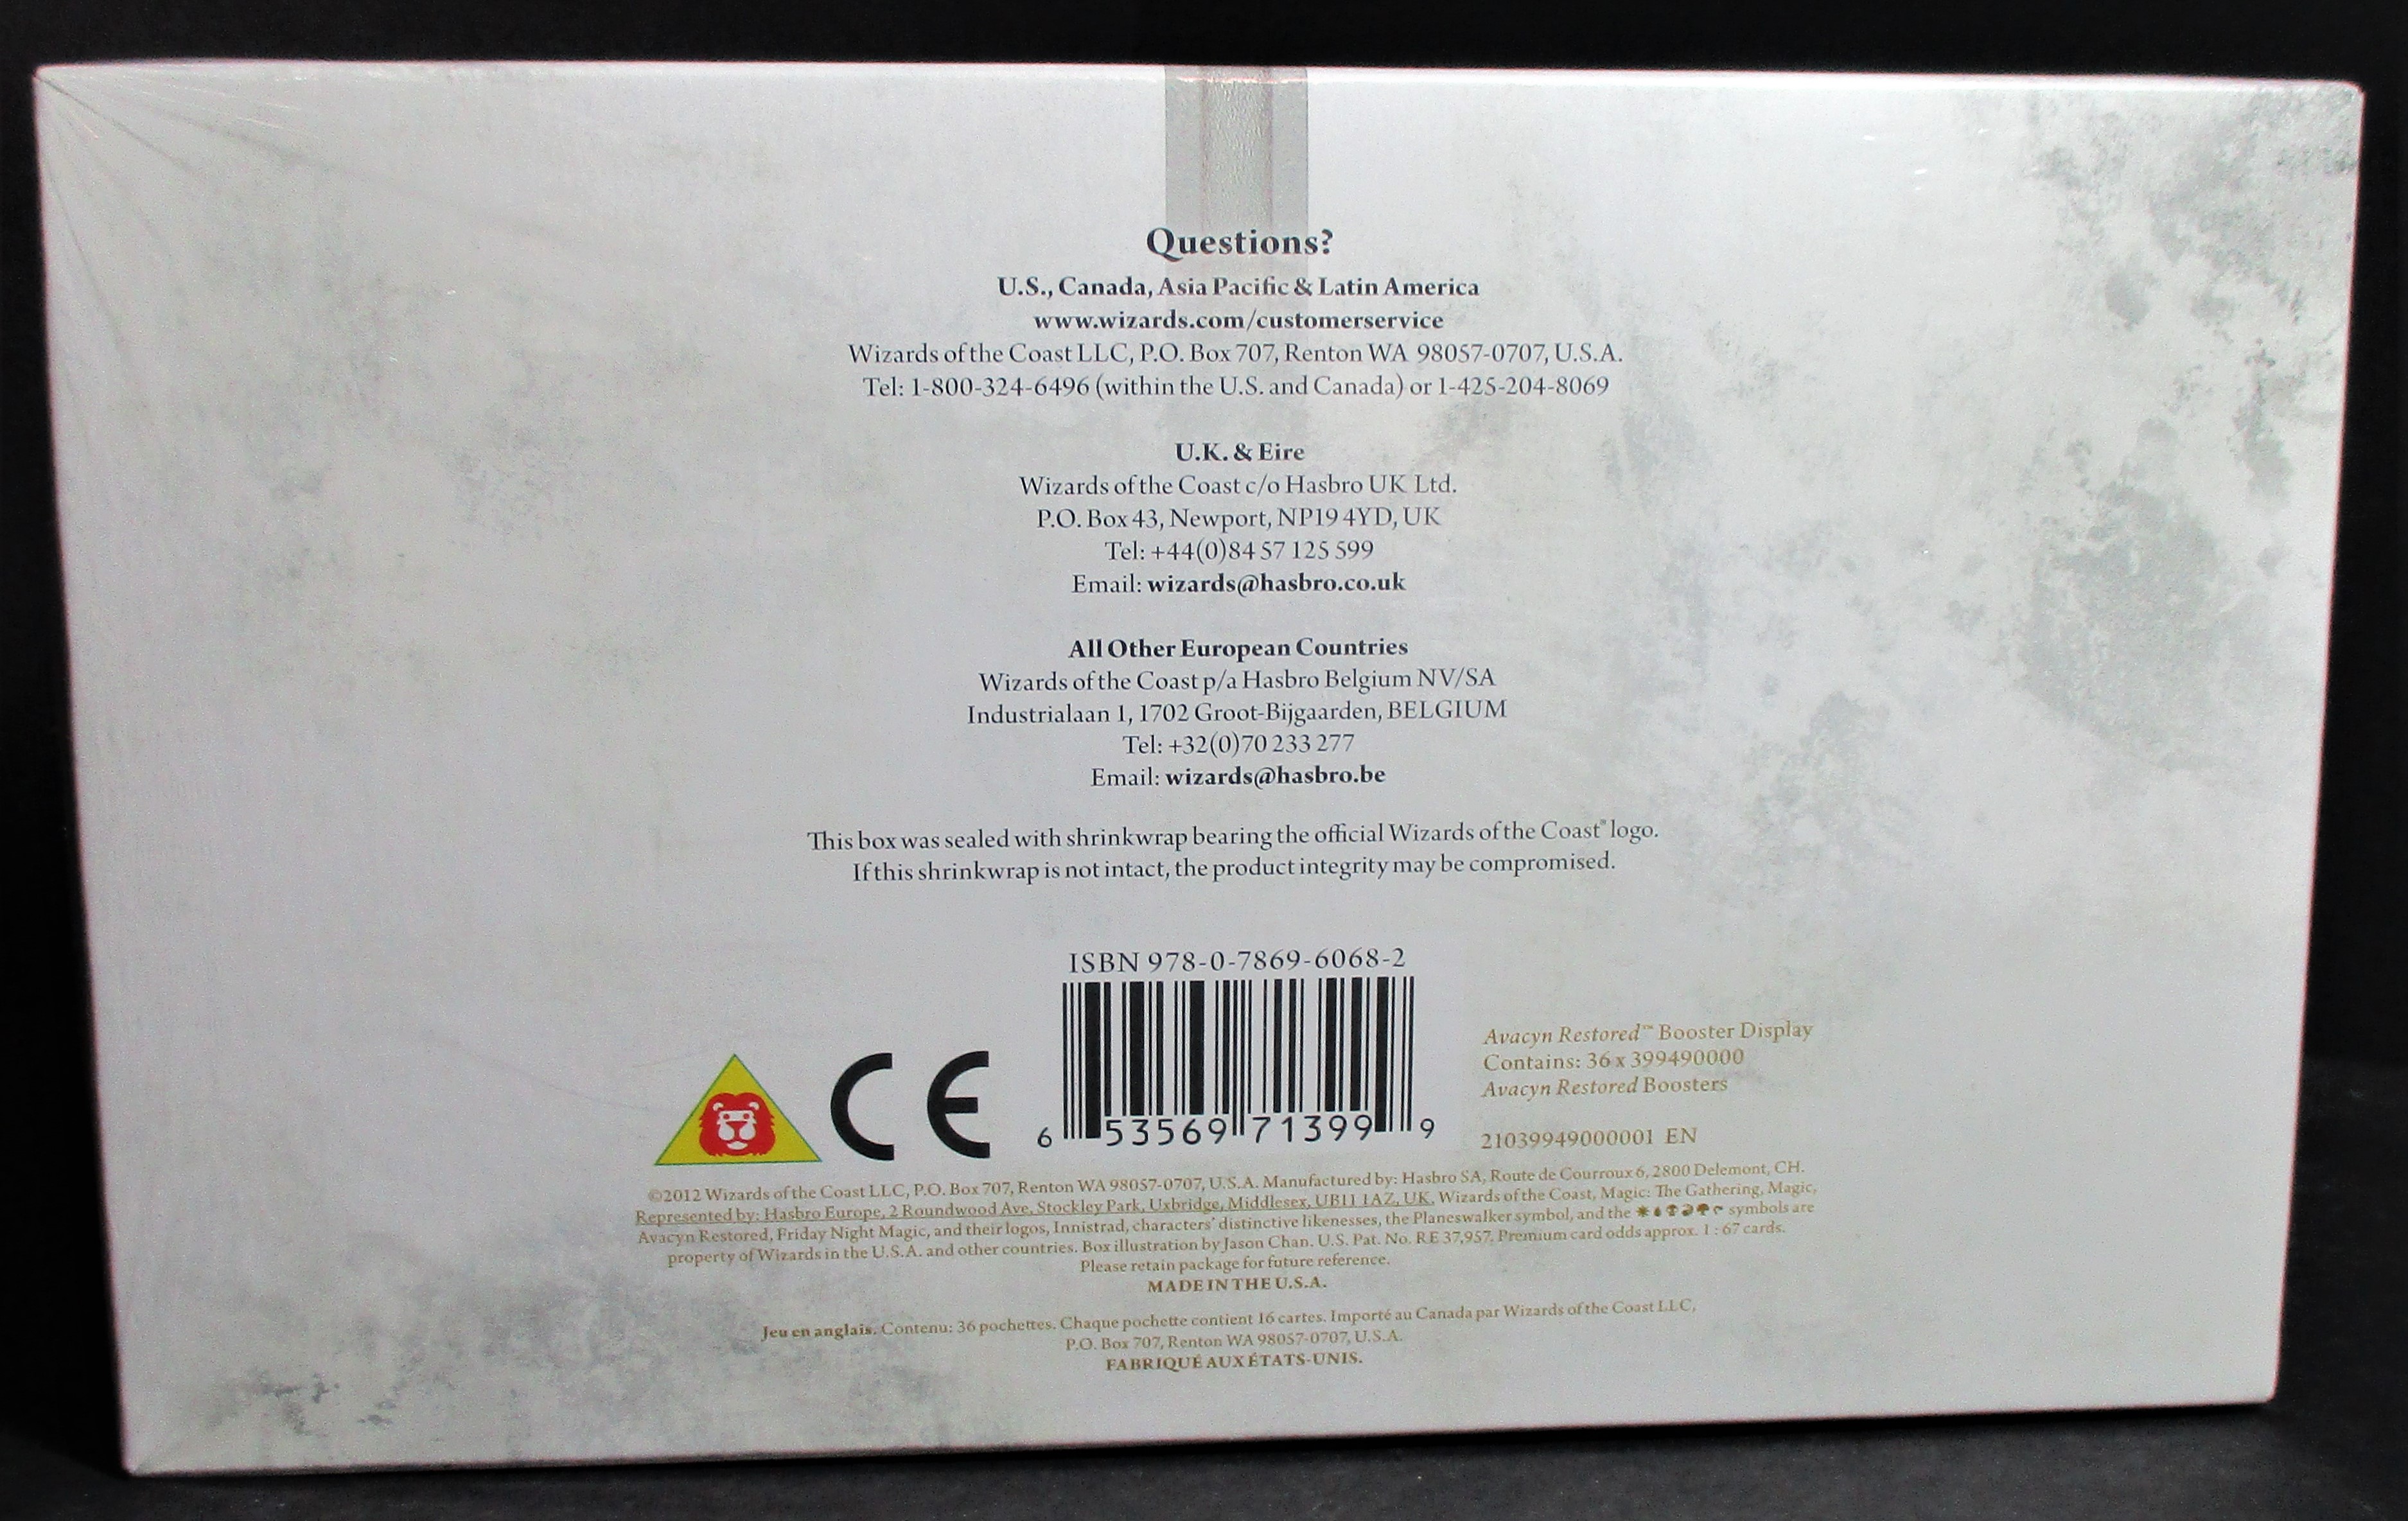 Questions?
U.S., Canada, Asia Pacific & Latin America
www.wizards.com/customerservice
Wizards of the Coast LLC, P.O. Box 707, Renton WA 98057-0707, U.S.A.
Tel: 1-800-324-6496 (within the U.S. and Canada) or 1-425-204-8069
U.K. & Eire
Wizards of the Coast c/o Hasbro UK Ltd.
P.O. Box 43, Newport, NP19 4YD, UK
Tel: +44(0)84 57 125 599
Email: wizards@hasbro.co.uk
All Other European Countries
Wizards of the Coast p/a Hasbro Belgium NV/SA
Industrialaan 1, 1702 Groot-Bijgaarden, BELGIUM
Tel: +32(0)70 233 277
Email: wizards@hasbro.be
This box was sealed with shrinkwrap bearing the official Wizards of the Coast™ logo.
If this shrinkwrap is not intact, the product integrity may be compromised.
ISBN 978-0-7869-6068-2
6 53569 71399 9
CE
Avacyn Restored™ Booster Display
Contains: 36 x 399490000
Avacyn Restored Boosters
21039949000001 EN
©2012 Wizards of the Coast LLC, P.O. Box 707, Renton WA 98057-0707, U.S.A. Manufactured by: Hasbro SA, Route de Courroux 6, 2800 Delemont, CH.
Represented by: Hasbro Europe, 2 Roundwood Ave, Stockley Park, Uxbridge, Middlesex, UB11 1AZ, UK. Wizards of the Coast, Magic: The Gathering, Magic,
Avacyn Restored, Friday Night Magic, and their logos, Innistrad, characters' distinctive likenesses, the Planeswalker symbol, and the symbols are
property of Wizards in the U.S.A. and other countries. Box illustration by Jason Chan. U.S. Pat. No. RE 37,957. Premium card odds approx. 1 : 67 cards.
Please retain package for future reference.
MADE IN THE U.S.A.
Jeu en anglais. Contenu: 36 pochettes. Chaque pochette contient 16 cartes. Importé au Canada par Wizards of the Coast LLC,
P.O. Box 707, Renton WA 98057-0707, U.S.A.
FABRIQUÉ AUX ÉTATS-UNIS.